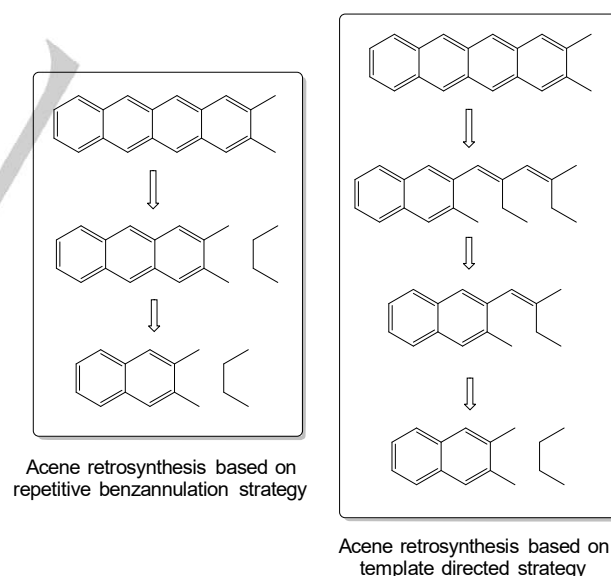 Acene retrosynthesis based on
repetitive benzannulation strategy
Acene retrosynthesis based on
template directed strategy